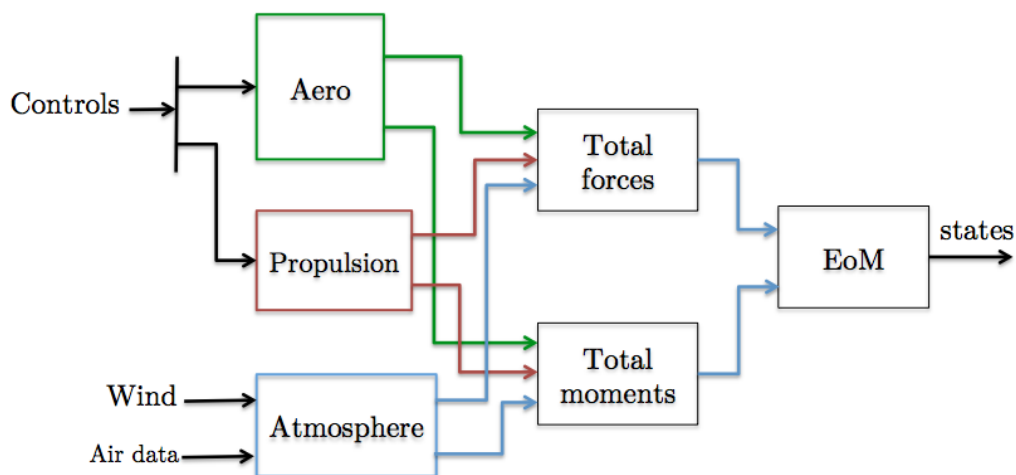 Controls
Aero
Propulsion
Wind
Air data
Atmosphere
Total
forces
Total
moments
EoM
states